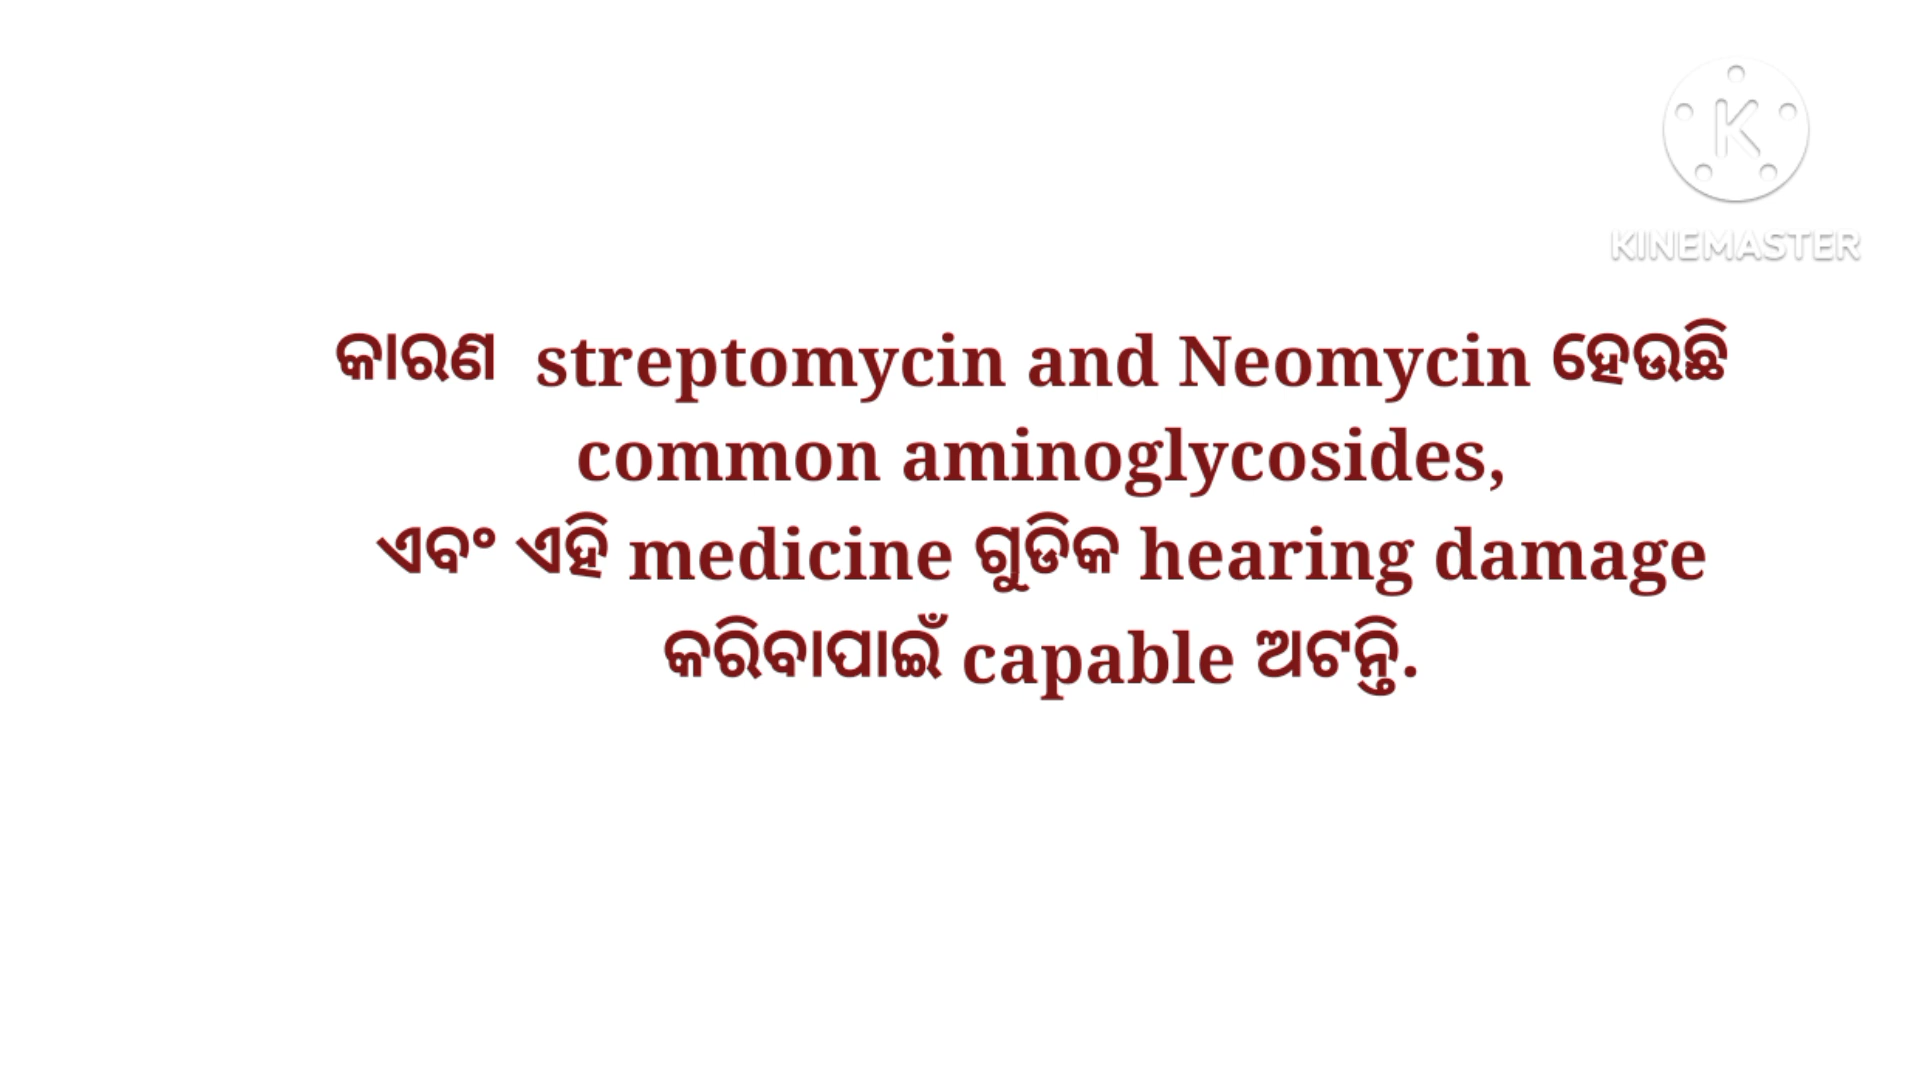 KINEMASTER
କାରଣ streptomycin and Neomycin ହେଉଛି
common aminoglycosides,
ଏବଂ ଏହି medicine ଗୁଡିକ hearing damage
କରିବାପାଇଁ capable ଅଟନ୍ତି.